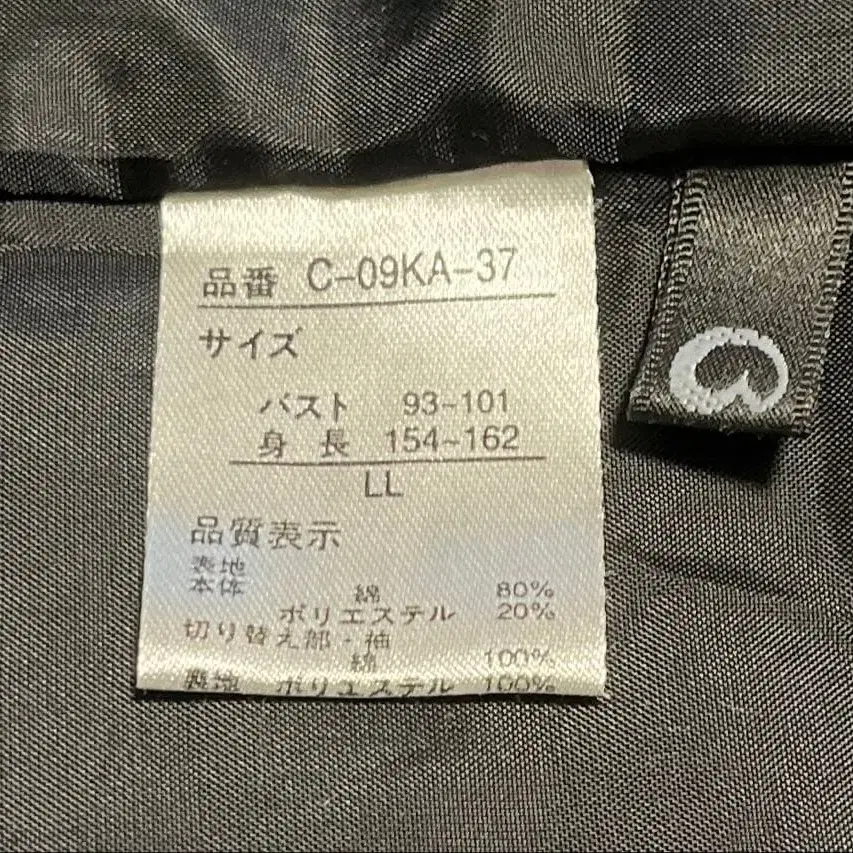 品番 C-09KA-37
サイズ
バスト 93-101
身長 154~162
LL
品質表示
表地
本体 綿 80%
ポリエステル 20%
切り替え部・袖
綿 100%
裏地 ポリエステル 100%